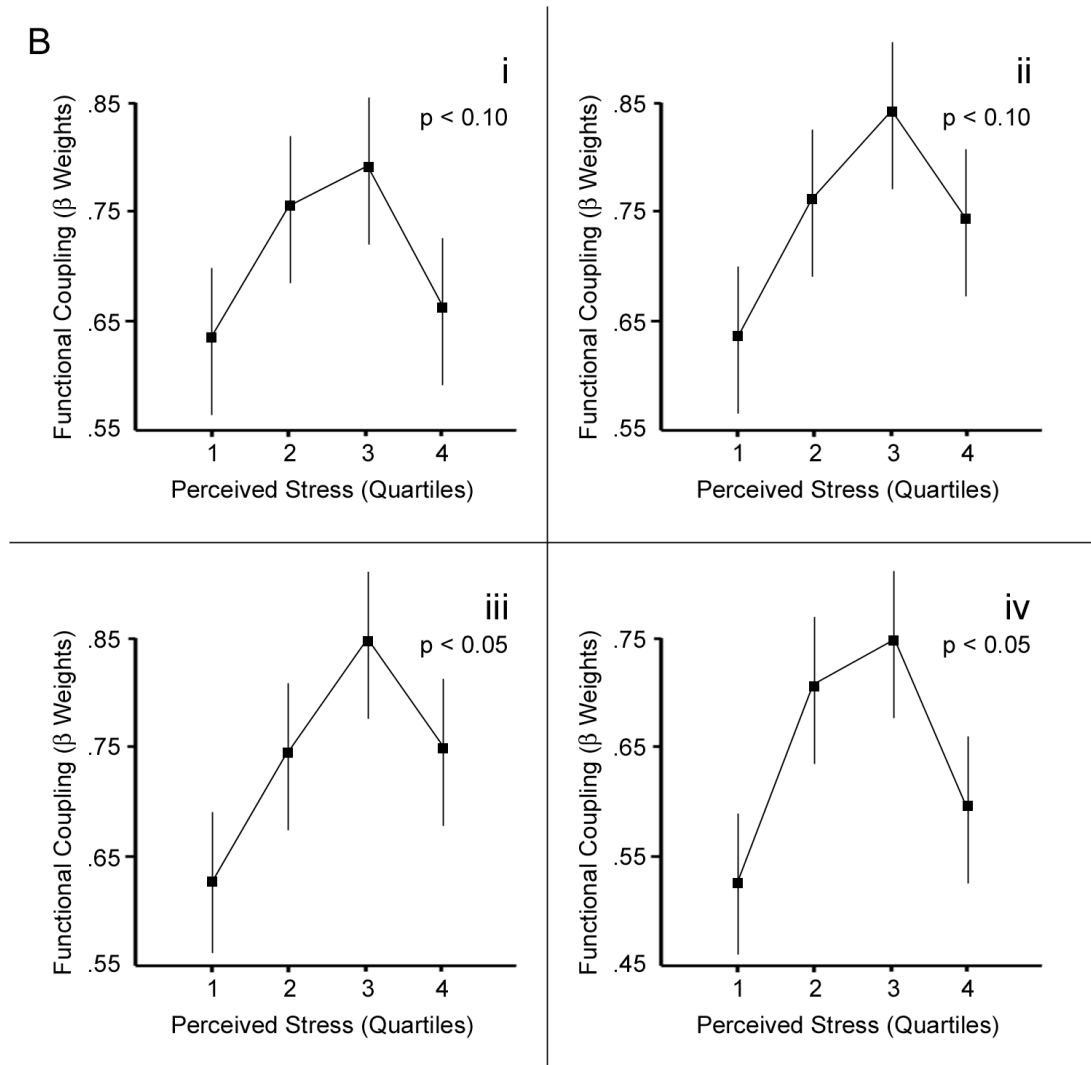 B
i
p < 0.10
Functional Coupling (β Weights)
.85
.75
.65
.55
1 2 3 4
Perceived Stress (Quartiles)
ii
p < 0.10
Functional Coupling (β Weights)
.85
.75
.65
.55
1 2 3 4
Perceived Stress (Quartiles)
iii
p < 0.05
Functional Coupling (β Weights)
.85
.75
.65
.55
1 2 3 4
Perceived Stress (Quartiles)
iv
p < 0.05
Functional Coupling (β Weights)
.75
.65
.55
.45
1 2 3 4
Perceived Stress (Quartiles)